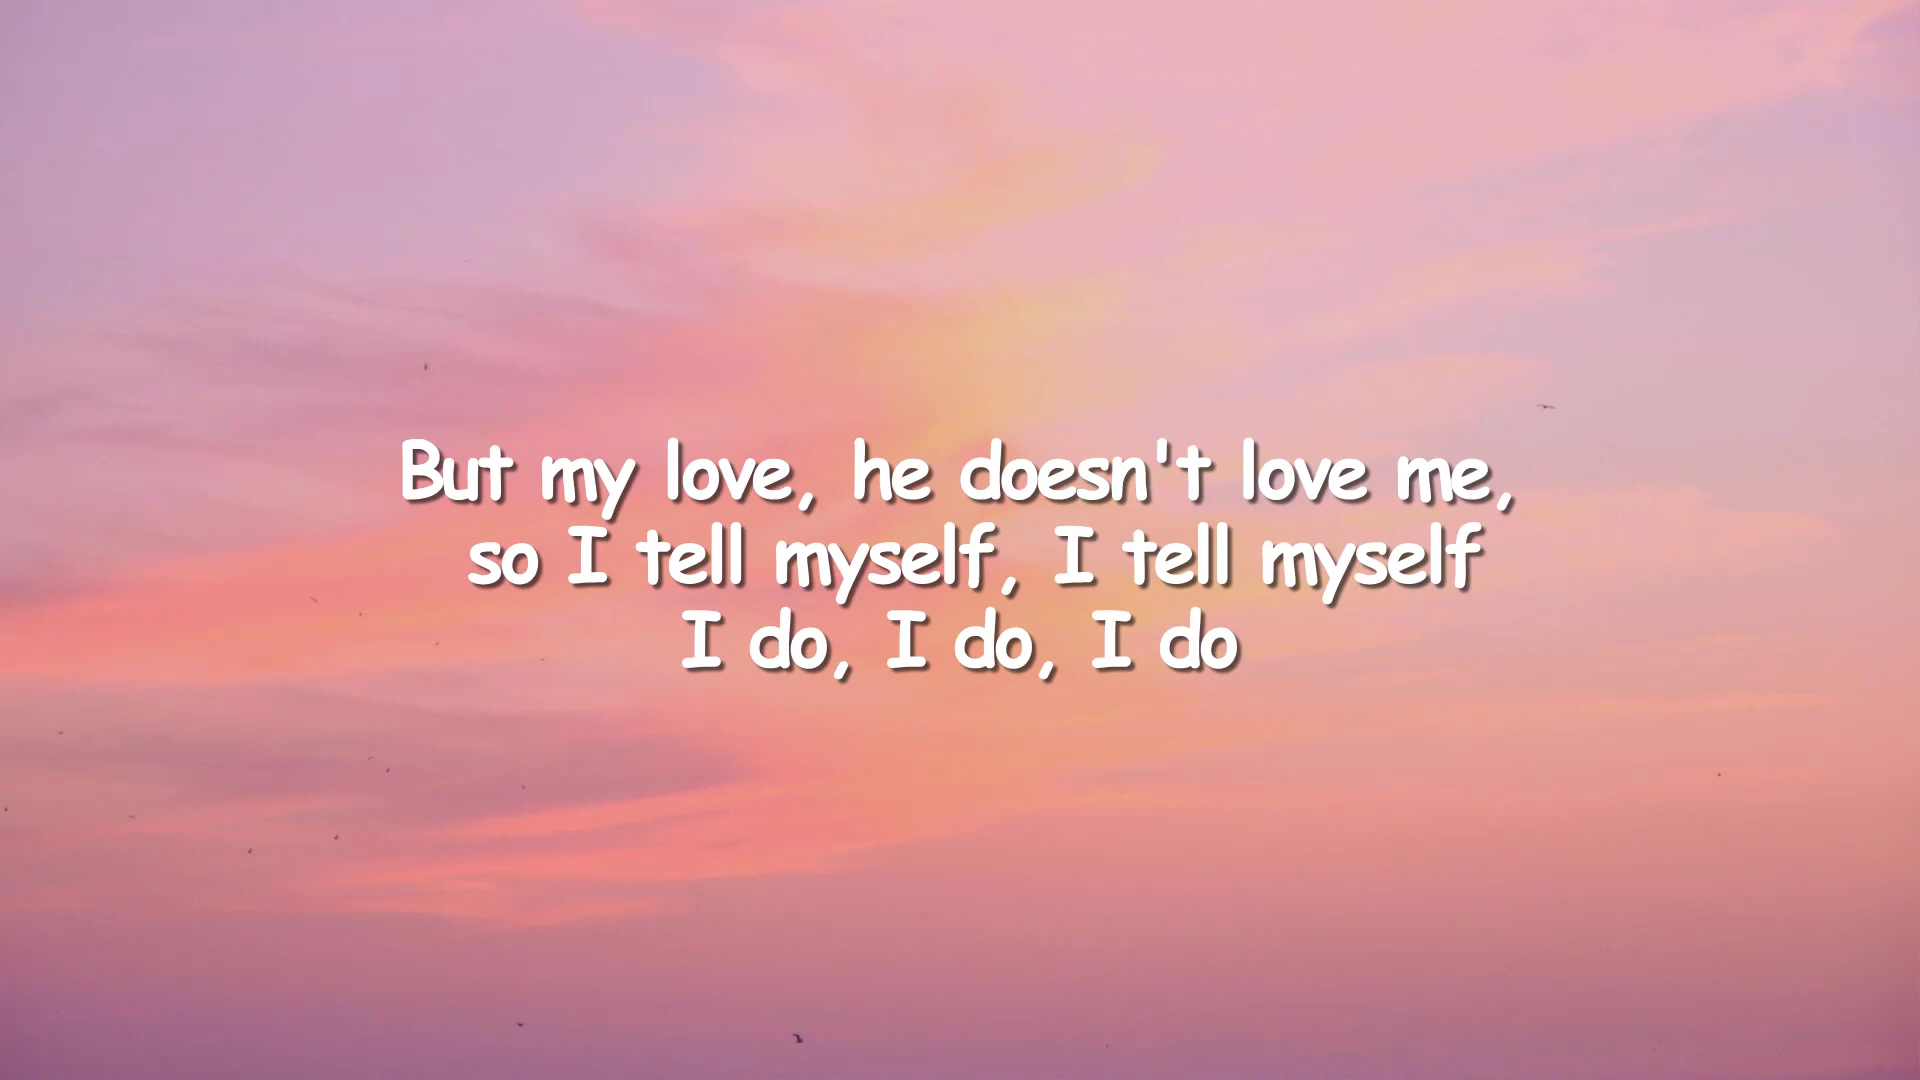 But my love, he doesn't love me,
so I tell myself, I tell myself
I do, I do, I do